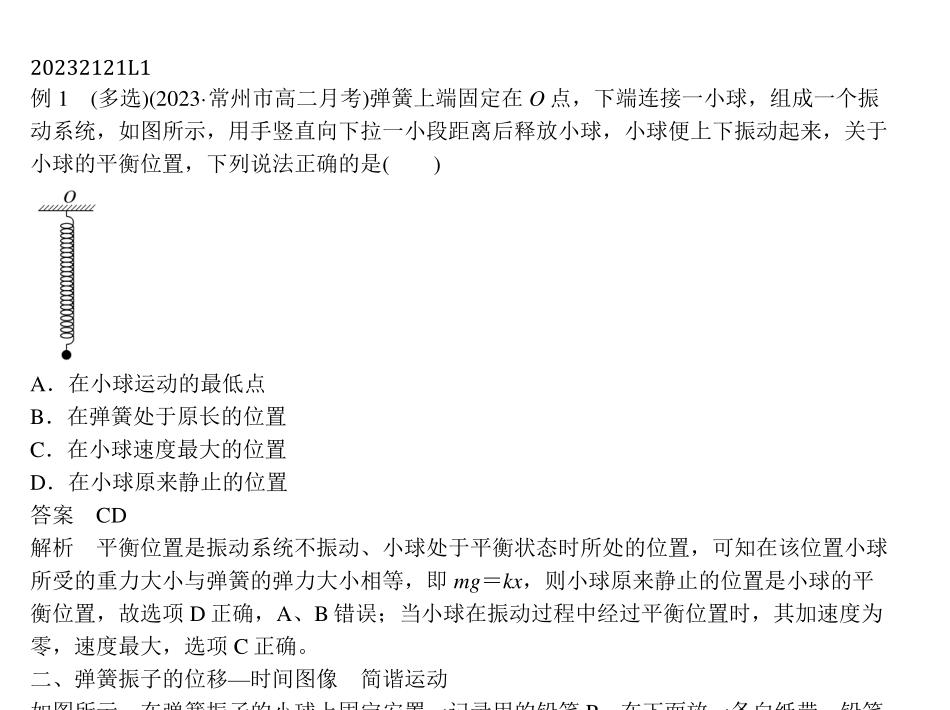 20232121L1
例 1　(多选)(2023·常州市高二月考)弹簧上端固定在 O 点，下端连接一小球，组成一个振
动系统，如图所示，用手竖直向下拉一小段距离后释放小球，小球便上下振动起来，关于
小球的平衡位置，下列说法正确的是(　　)
O
A．在小球运动的最低点
B．在弹簧处于原长的位置
C．在小球速度最大的位置
D．在小球原来静止的位置
答案　CD
解析　平衡位置是振动系统不振动、小球处于平衡状态时所处的位置，可知在该位置小球
所受的重力大小与弹簧的弹力大小相等，即 mg＝kx，则小球原来静止的位置是小球的平
衡位置，故选项 D 正确，A、B 错误；当小球在振动过程中经过平衡位置时，其加速度为
零，速度最大，选项 C 正确。
二、弹簧振子的位移—时间图像　简谐运动